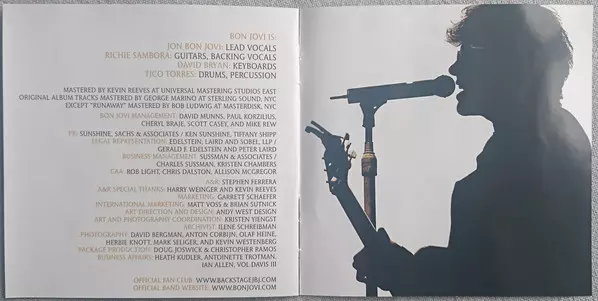 BON JOVI IS:
JON BON JOVI: LEAD VOCALS
RICHIE SAMBORA: GUITARS, BACKING VOCALS
DAVID BRYAN: KEYBOARDS
TICO TORRES: DRUMS, PERCUSSION
MASTERED BY KEVIN REEVES AT UNIVERSAL MASTERING STUDIOS EAST
ORIGINAL ALBUM TRACKS MASTERED BY GEORGE MARINO AT STERLING SOUND, NYC
EXCEPT "RUNAWAY" MASTERED BY BOB LUDWIG AT MASTERDISK, NYC
BON JOVI MANAGEMENT: DAVID MUNNS, PAUL KORZILIUS,
CHERYL BRAJE, SCOTT CASEY, AND MIKE REW
PR: SUNSHINE, SACHS & ASSOCIATES / KEN SUNSHINE, TIFFANY SHIPP
LEGAL REPRESENTATION: EDELSTEIN, LAIRD AND SOBEL, LLP /
GERALD F. EDELSTEIN AND PETER LAIRD
BUSINESS MANAGEMENT: SUSSMAN & ASSOCIATES /
CHARLES SUSSMAN, KRISTEN CHAMBERS
CAA: ROB LIGHT, CHRIS DALSTON, ALLISON MCGREGOR
A&R: STEPHEN FERRERA
A&R SPECIAL THANKS: HARRY WEINGER AND KEVIN REEVES
MARKETING: GARRETT SCHAEFER
INTERNATIONAL MARKETING: MATT VOSS & BRIAN SUTNICK
ART DIRECTION AND DESIGN: ANDY WEST DESIGN
ART AND PHOTOGRAPHY COORDINATION: KRISTEN YIENGST
ARCHIVIST: ILENE SCHREIBMAN
PHOTOGRAPHY: DAVID BERGMAN, ANTON CORBIJN, OLAF HEINE,
HERBIE KNOTT, MARK SELIGER, AND KEVIN WESTENBERG
PACKAGE PRODUCTION: DOUG JOSWICK & CHRISTOPHER RAMOS
BUSINESS AFFAIRS: HEATH KUDLER, ANTOINETTE TROTMAN,
IAN ALLEN, VOL DAVIS III
OFFICIAL FAN CLUB: WWW.BACKSTAGEJBJ.COM
OFFICIAL BAND WEBSITE: WWW.BONJOVI.COM